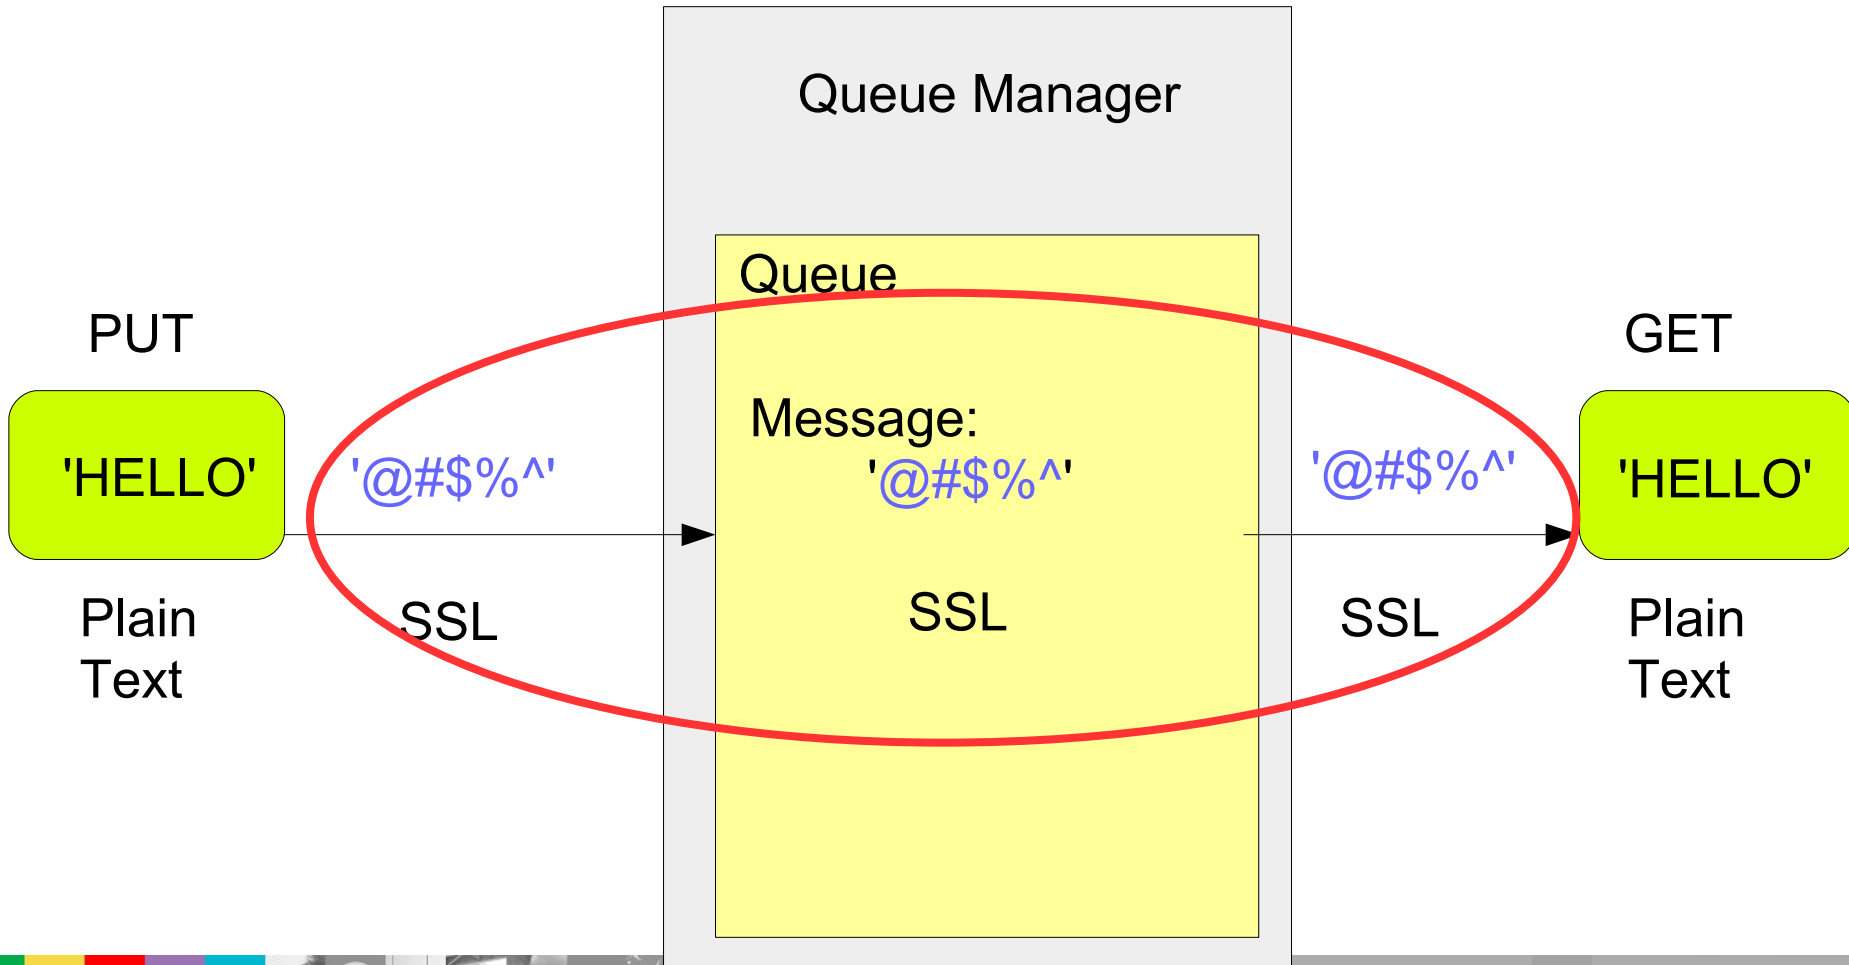 Queue Manager
Queue
PUT
GET
Message:
'HELLO'
'@#$%^'
'@#$%^'
'@#$%^'
'HELLO'
Plain
Text
SSL
SSL
SSL
Plain
Text